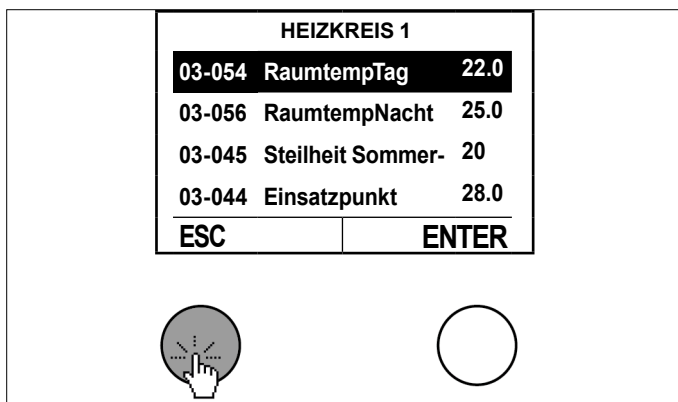 HEIZKREIS 1
03-054 RaumtempTag 22.0
03-056 RaumtempNacht 25.0
03-045 Steilheit Sommer- 20
03-044 Einsatzpunkt 28.0
ESC ENTER